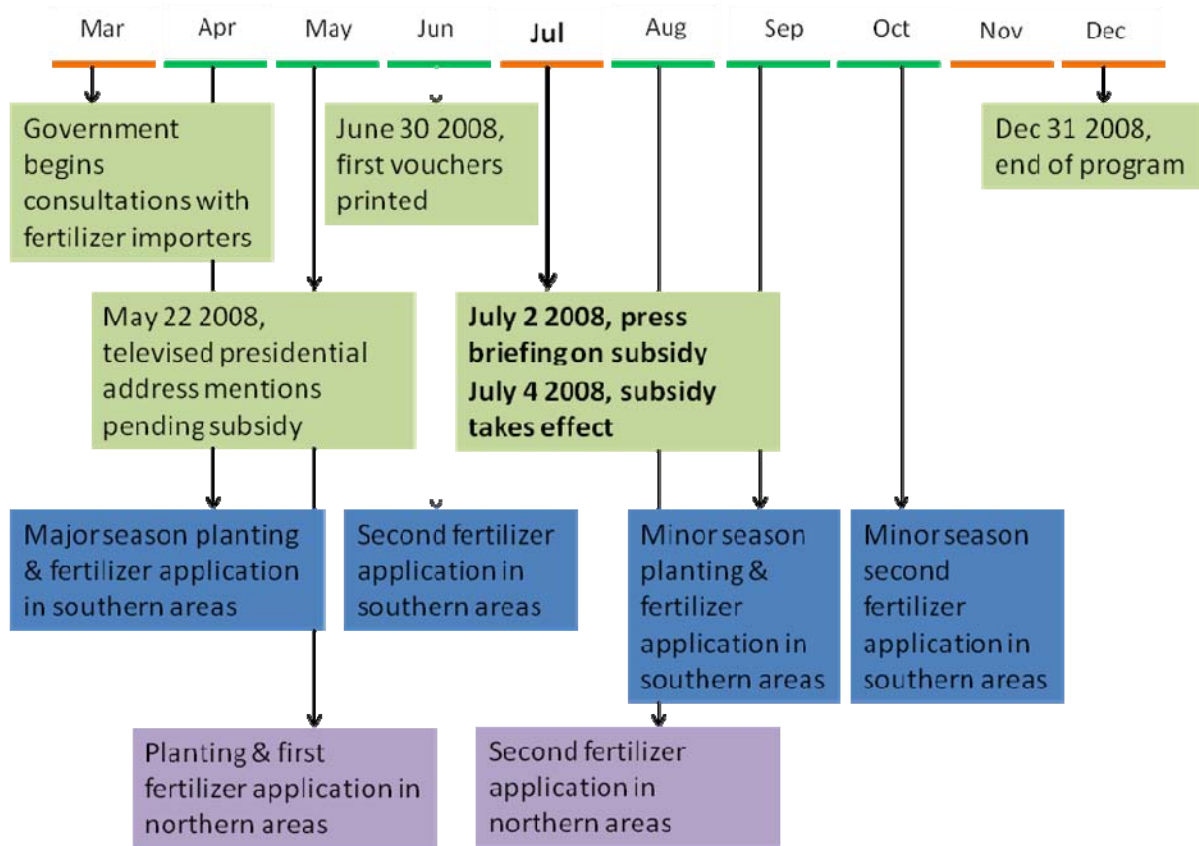 Mar Apr May Jun Jul Aug Sep Oct Nov Dec
Government
begins
consultations with
fertilizer importers
June 30 2008,
first vouchers
printed
Dec 31 2008,
end of program
May 22 2008,
televised presidential
address mentions
pending subsidy
July 2 2008, press
briefing on subsidy
July 4 2008, subsidy
takes effect
Major season planting
& fertilizer application
in southern areas
Second fertilizer
application in
southern areas
Minor season
planting &
fertilizer
application in
southern areas
Minor season
second
fertilizer
application in
southern areas
Planting & first
fertilizer application in
northern areas
Second fertilizer
application in
northern areas